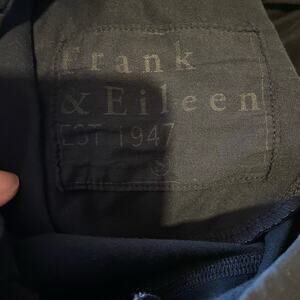 Frank
& Eileen
EST 1947
S